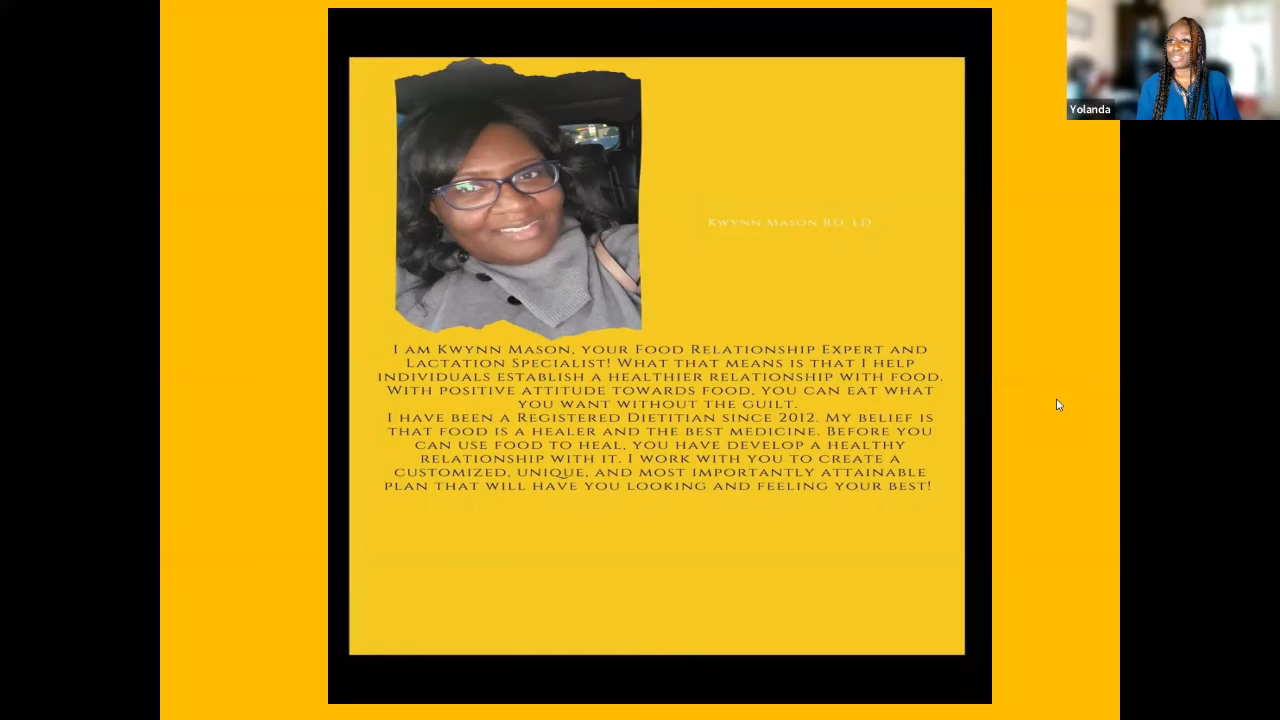 Yolanda
Kwynn Mason RD, LD
I am Kwynn Mason, your Food Relationship Expert and
Lactation Specialist! What that means is that I help
individuals establish a healthier relationship with food.
With positive attitude towards food, you can eat what
you want without the guilt.
I have been a Registered Dietitian since 2012. My belief is
that food is a healer and the best medicine. Before you
can use food to heal, you have develop a healthy
relationship with it. I work with you to create a
customized, unique, and most importantly attainable
plan that will have you looking and feeling your best!